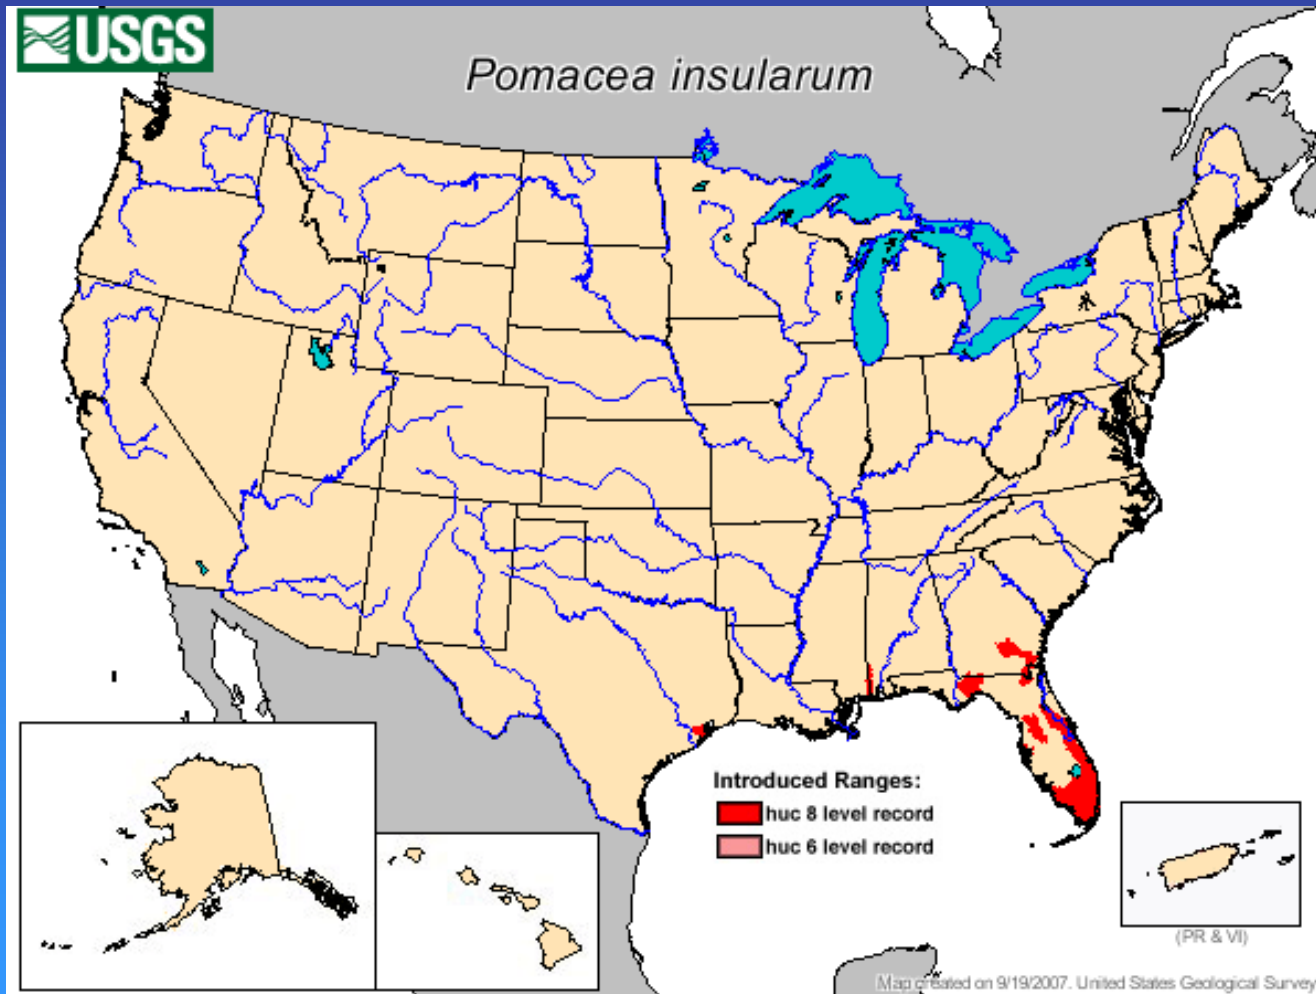 USGS
Pomacea insularum
Introduced Ranges:
huc 8 level record
huc 6 level record
(PR & VI)
Map created on 9/19/2007. United States Geological Survey